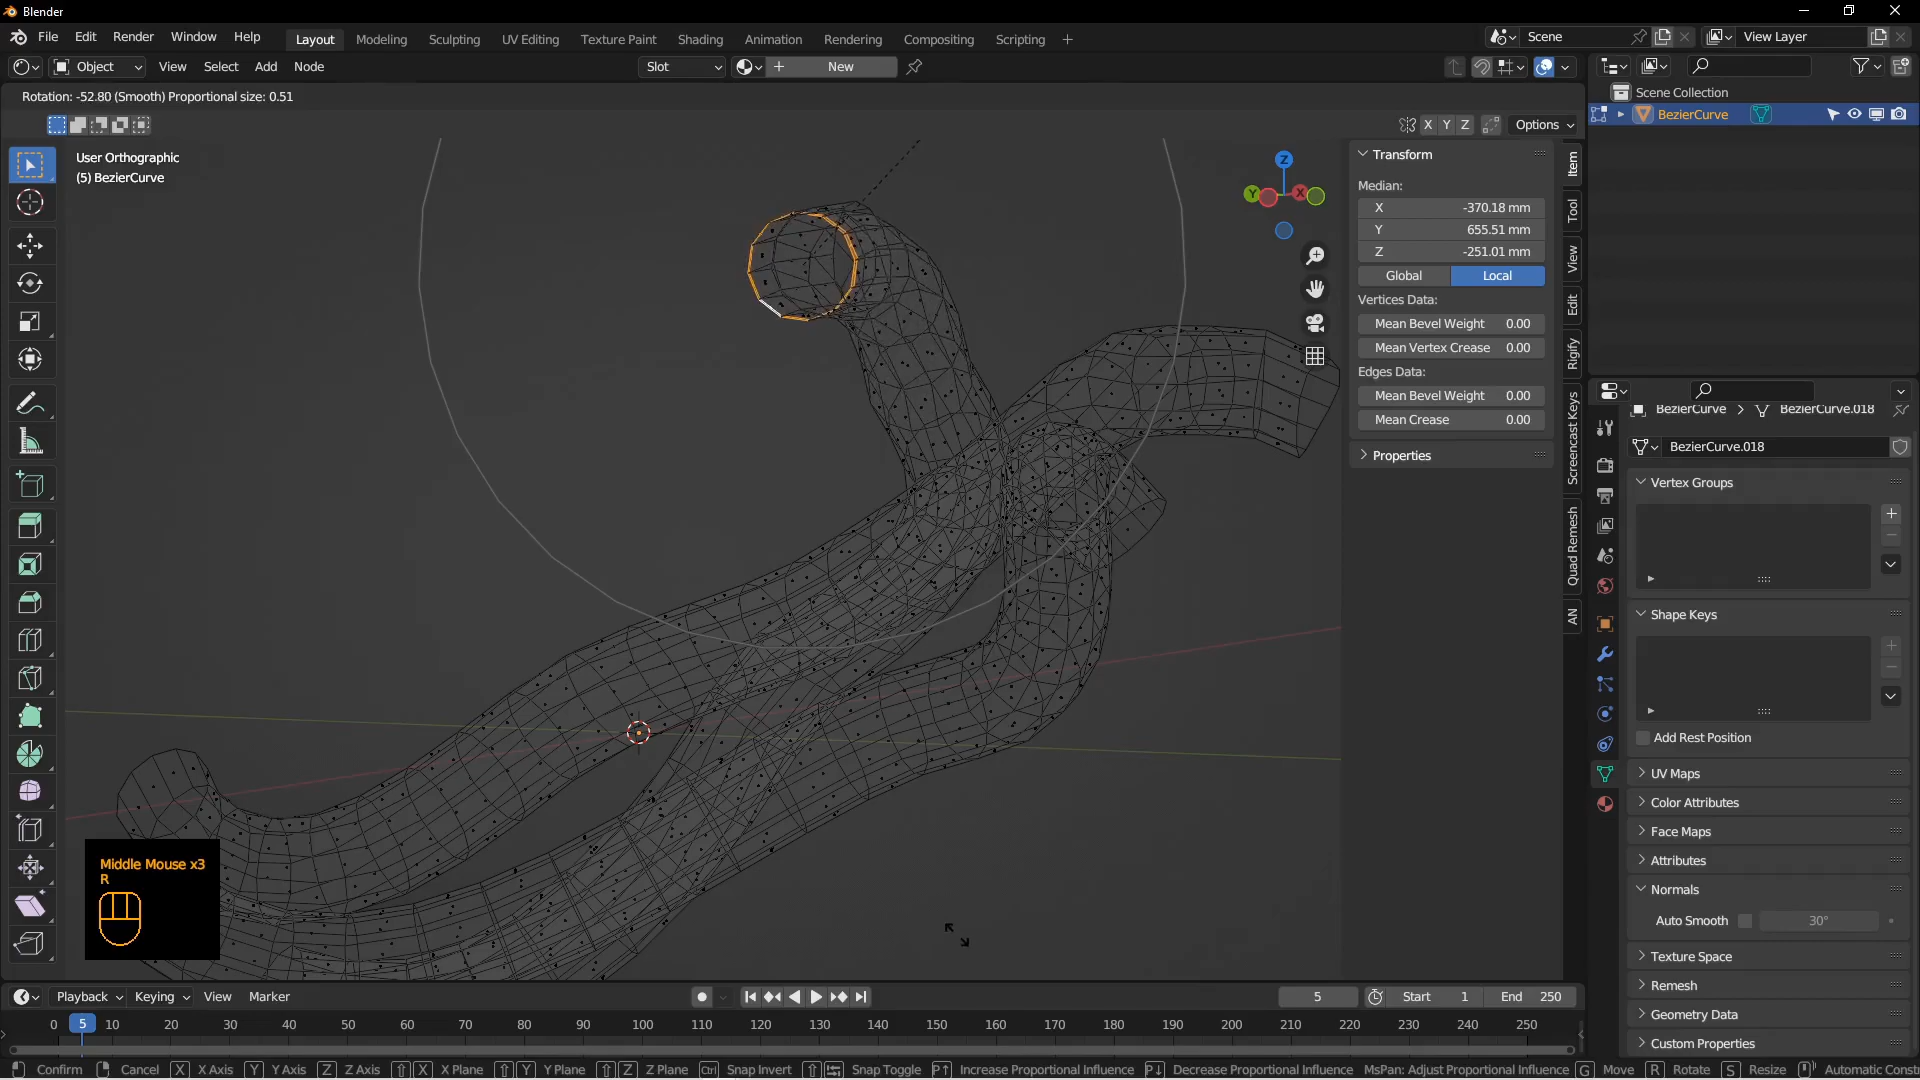 Blender
File Edit Render Window Help Layout Modeling Sculpting UV Editing Texture Paint Shading Animation Rendering Compositing Scripting + Scene View Layer
Object View Select Add Node Slot New
Rotation: -52.80 (Smooth) Proportional size: 0.51
X Y Z Options
User Orthographic
(5) BezierCurve
Z
Y
X
Transform
Median:
X -370.18 mm
Y 655.51 mm
Z -251.01 mm
Global Local
Vertices Data:
Mean Bevel Weight 0.00
Mean Vertex Crease 0.00
Edges Data:
Mean Bevel Weight 0.00
Mean Crease 0.00
Properties
Item
Tool
View
Edit
Rigify
Screencast Keys
Quad Remesh
AN
Scene Collection
BezierCurve
BezierCurve BezierCurve.018
BezierCurve.018
Vertex Groups
Shape Keys
Add Rest Position
UV Maps
Color Attributes
Face Maps
Attributes
Normals
Auto Smooth 30°
Texture Space
Remesh
Geometry Data
Custom Properties
Middle Mouse x3
R
Playback Keying View Marker 5 Start 1 End 250
0 5 10 20 30 40 50 60 70 80 90 100 110 120 130 140 150 160 170 180 190 200 210 220 230 240 250
Confirm Cancel X X Axis Y Y Axis Z Z Axis X X Plane Y Y Plane Z Z Plane Ctrl Snap Invert Snap Toggle P Increase Proportional Influence P Decrease Proportional Influence MsPan: Adjust Proportional Influence G Move R Rotate S Resize Automatic Const